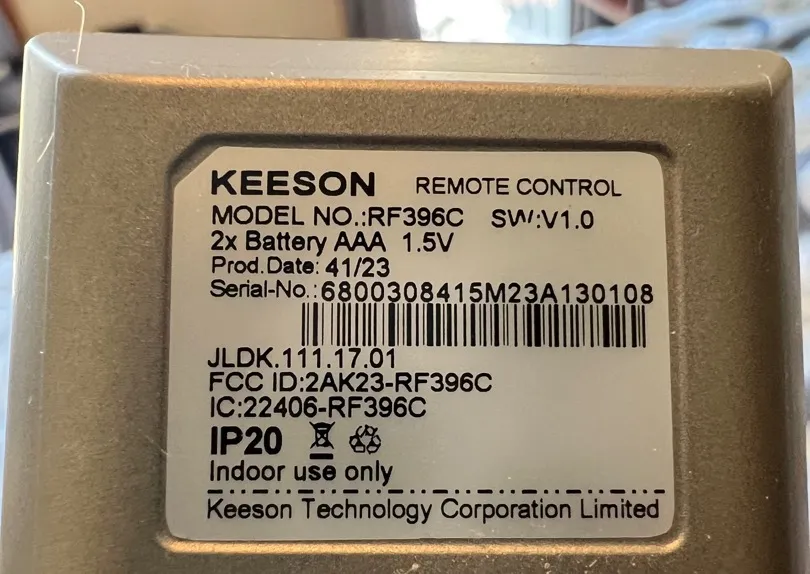 KEESON REMOTE CONTROL
MODEL NO.:RF396C SW:V1.0
2x Battery AAA 1.5V
Prod.Date: 41/23
Serial-No.:6800308415M23A130108
JLDK.111.17.01
FCC ID:2AK23-RF396C
IC:22406-RF396C
IP20
Indoor use only
Keeson Technology Corporation Limited